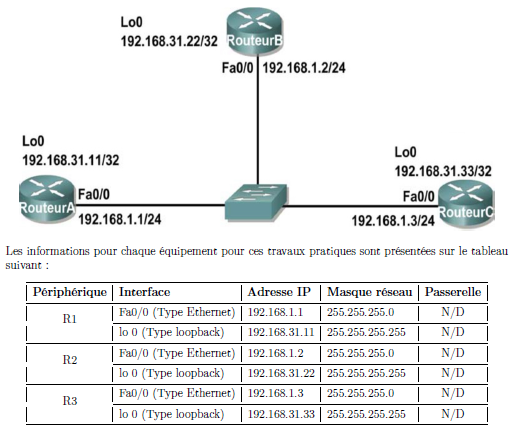 Lo0
192.168.31.22/32
RouteurB
Fa0/0
192.168.1.2/24
Lo0
192.168.31.11/32
Fa0/0
RouteurA
192.168.1.1/24
Lo0
192.168.31.33/32
Fa0/0
RouteurC
192.168.1.3/24
Les informations pour chaque équipement pour ces travaux pratiques sont présentées sur le tableau
suivant :
Périphérique Interface Adresse IP Masque réseau Passerelle
R1 Fa0/0 (Type Ethernet) 192.168.1.1 255.255.255.0 N/D
lo 0 (Type loopback) 192.168.31.11 255.255.255.255 N/D
R2 Fa0/0 (Type Ethernet) 192.168.1.2 255.255.255.0 N/D
lo 0 (Type loopback) 192.168.31.22 255.255.255.255 N/D
R3 Fa0/0 (Type Ethernet) 192.168.1.3 255.255.255.0 N/D
lo 0 (Type loopback) 192.168.31.33 255.255.255.255 N/D